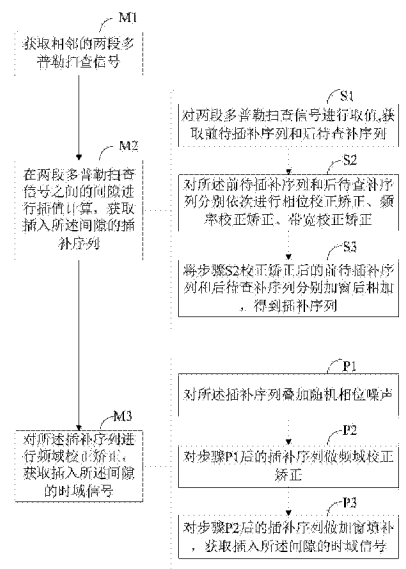 M1
获取相邻的两段多
普勒扫查信号
M2
在两段多普勒扫查
信号之间的间隙进
行插值计算，获取
插入所述间隙的插
补序列
S1
对两段多普勒扫查信号进行取值,获
取前待插补序列和后待查补序列
S2
对所述前待插补序列和后待查补序
列分别依次进行相位校正矫正、频
率校正矫正、带宽校正矫正
S3
将步骤S2校正矫正后的前待插补序
列和后待查补序列分别加窗后相加
，得到插补序列
M3
对所述插补序列进
行频域校正矫正，
获取插入所述间隙
的时域信号
P1
对所述插补序列叠加随机相位噪声
P2
对步骤P1后的插补序列做频域校正
矫正
P3
对步骤P2后的插补序列做加窗填补
，获取插入所述间隙的时域信号